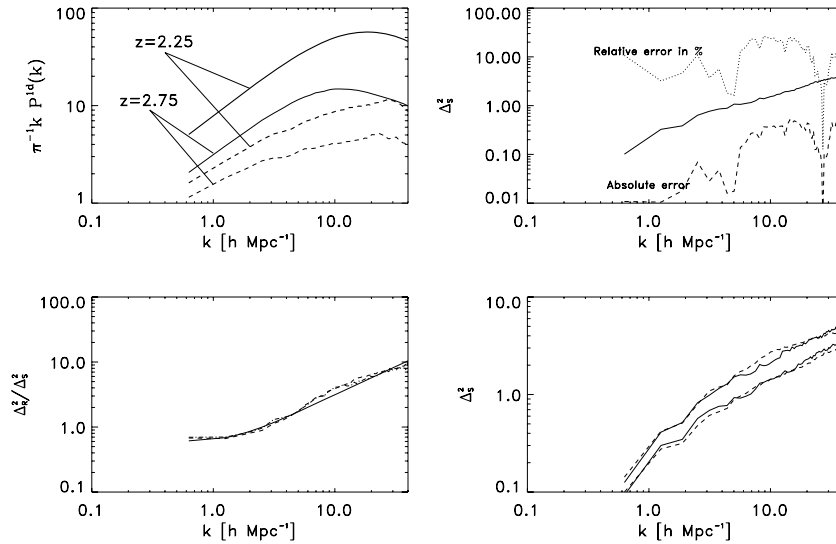 100
10
1
π⁻¹k P¹ᵈ(k)
z=2.25
z=2.75
0.1 1.0 10.0
k [h Mpc⁻¹]
100.00
10.00
1.00
0.10
0.01
Δ²ₛ
Relative error in %
Absolute error
0.1 1.0 10.0
k [h Mpc⁻¹]
100.0
10.0
1.0
0.1
Δ²_R/Δ²_S
0.1 1.0 10.0
k [h Mpc⁻¹]
10.0
1.0
0.1
Δ²ₛ
0.1 1.0 10.0
k [h Mpc⁻¹]